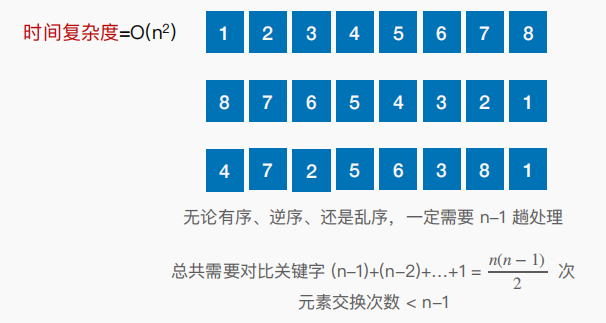 时间复杂度=O(n²) 1 2 3 4 5 6 7 8
8 7 6 5 4 3 2 1
4 7 2 5 6 3 8 1
无论有序、逆序、还是乱序，一定需要 n–1 趟处理
总共需要对比关键字 (n–1)+(n–2)+…+1 = n(n − 1)/2 次
元素交换次数 < n–1